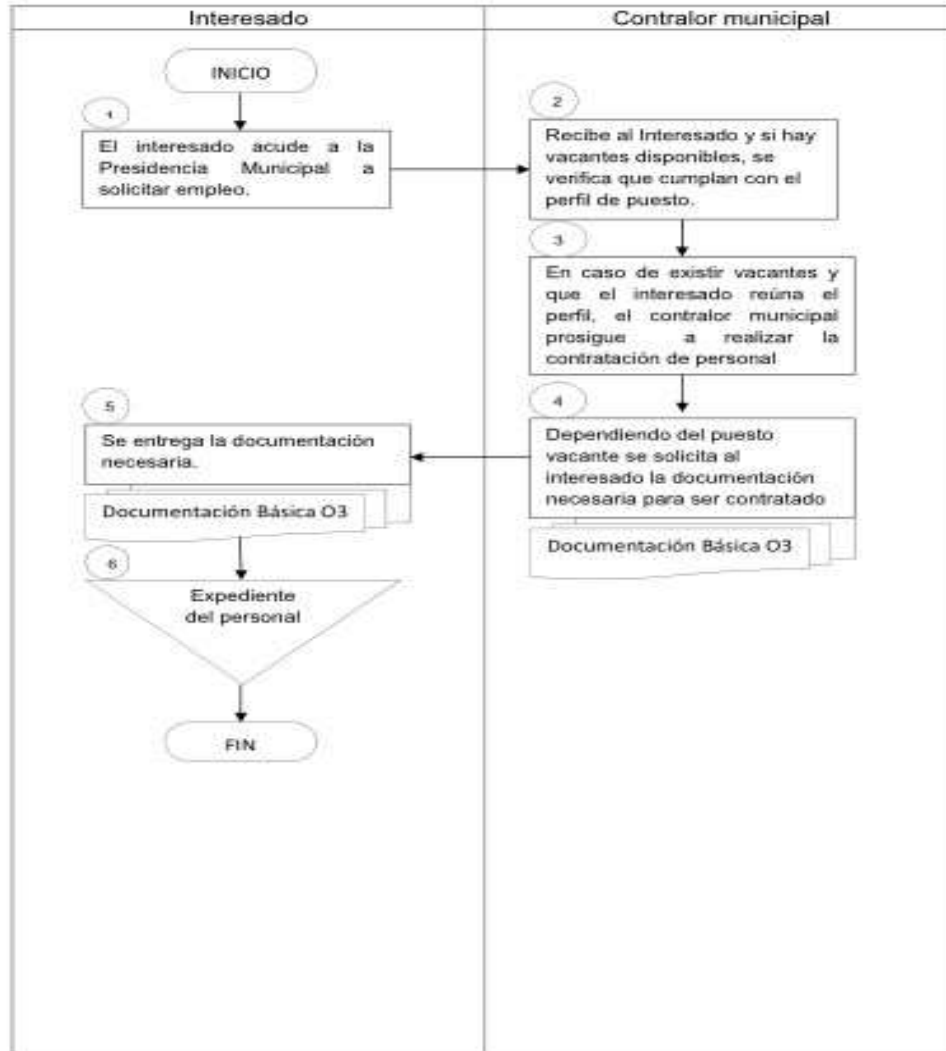 Interesado
Contralor municipal
INICIO
1
El interesado acude a la
Presidencia Municipal a
solicitar empleo.
2
Recibe al Interesado y si hay
vacantes disponibles, se
verifica que cumplan con el
perfil de puesto.
3
En caso de existir vacantes y
que el interesado reúna el
perfil, el contralor municipal
prosigue a realizar la
contratación de personal
4
Dependiendo del puesto
vacante se solicita al
interesado la documentación
necesaria para ser contratado
Documentación Básica O3
5
Se entrega la documentación
necesaria.
Documentación Básica O3
6
Expediente
del personal
FIN